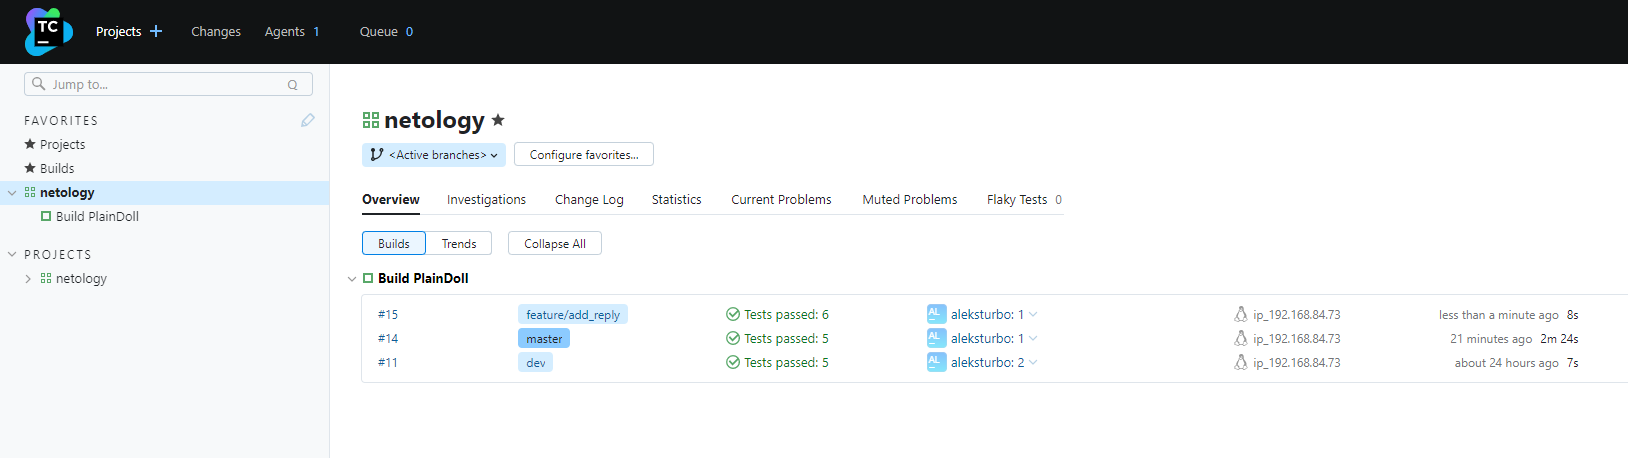 TC
Projects Changes Agents 1 Queue 0
Jump to... Q
FAVORITES
Projects
Builds
netology
Build PlainDoll
PROJECTS
netology
netology
<Active branches> Configure favorites...
Overview Investigations Change Log Statistics Current Problems Muted Problems Flaky Tests 0
Builds Trends Collapse All
Build PlainDoll
#15 feature/add_reply Tests passed: 6 AL aleksturbo: 1 ip_192.168.84.73 less than a minute ago 8s
#14 master Tests passed: 5 AL aleksturbo: 1 ip_192.168.84.73 21 minutes ago 2m 24s
#11 dev Tests passed: 5 AL aleksturbo: 2 ip_192.168.84.73 about 24 hours ago 7s